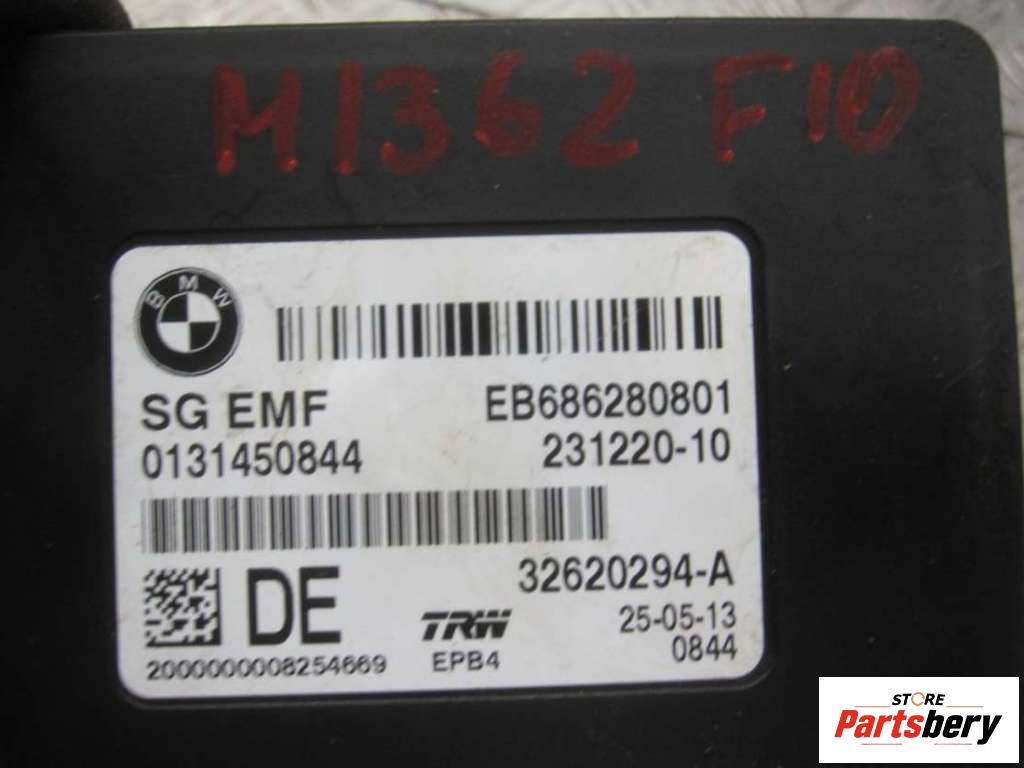 M1362 F10
BMW
SG EMF EB686280801
0131450844 231220-10
32620294-A
DE TRW 25-05-13
EPB4 0844
2000000008254669
STORE
Partsbery